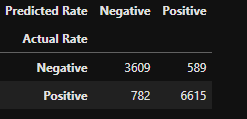 Predicted Rate Negative Positive
Actual Rate
Negative 3609 589
Positive 782 6615